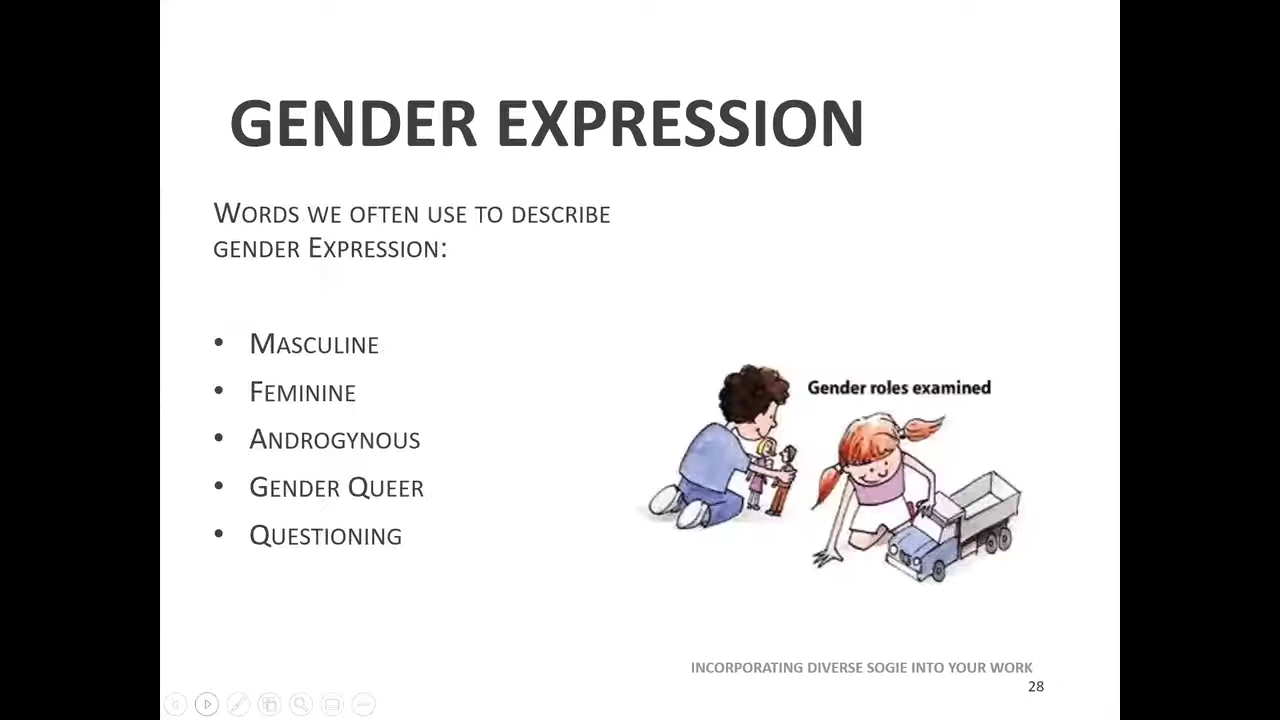 GENDER EXPRESSION
WORDS WE OFTEN USE TO DESCRIBE
GENDER EXPRESSION:
• MASCULINE
• FEMININE
• ANDROGYNOUS
• GENDER QUEER
• QUESTIONING
Gender roles examined
INCORPORATING DIVERSE SOGIE INTO YOUR WORK
28